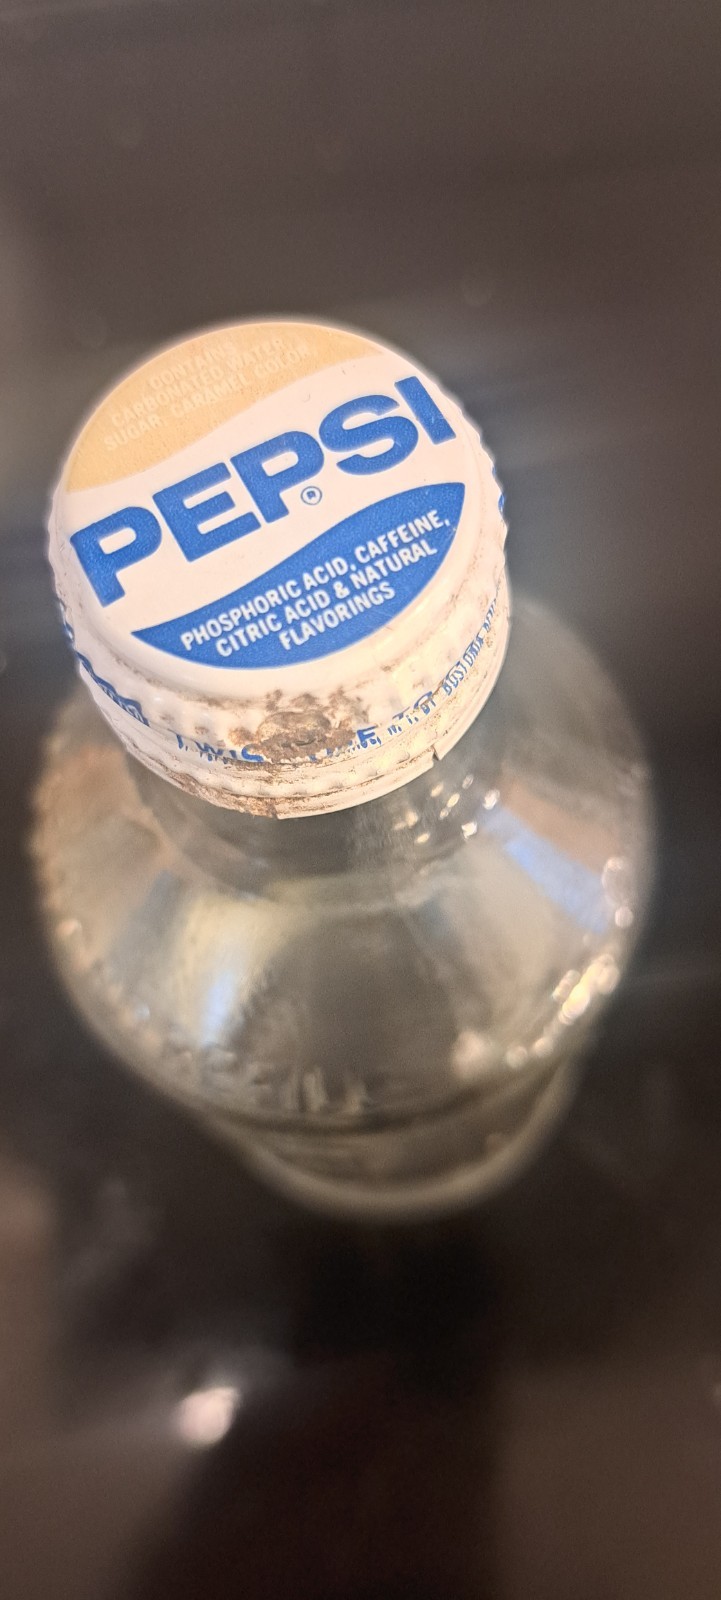 CONTAINS
CARBONATED WATER,
SUGAR, CARAMEL COLOR,
PEPSI®
PHOSPHORIC ACID, CAFFEINE,
CITRIC ACID & NATURAL
FLAVORINGS